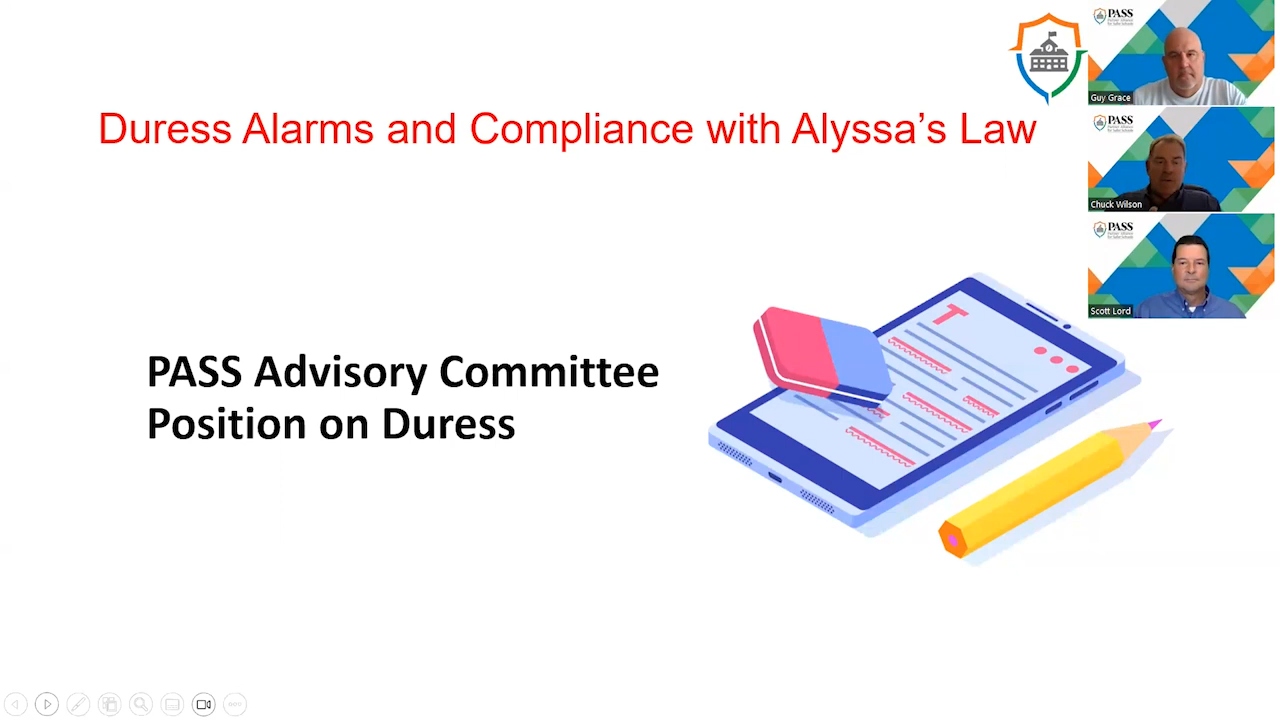 Duress Alarms and Compliance with Alyssa's Law
PASS Advisory Committee
Position on Duress
T
PASS
Guy Grace
PASS
Chuck Wilson
PASS
Scott Lord